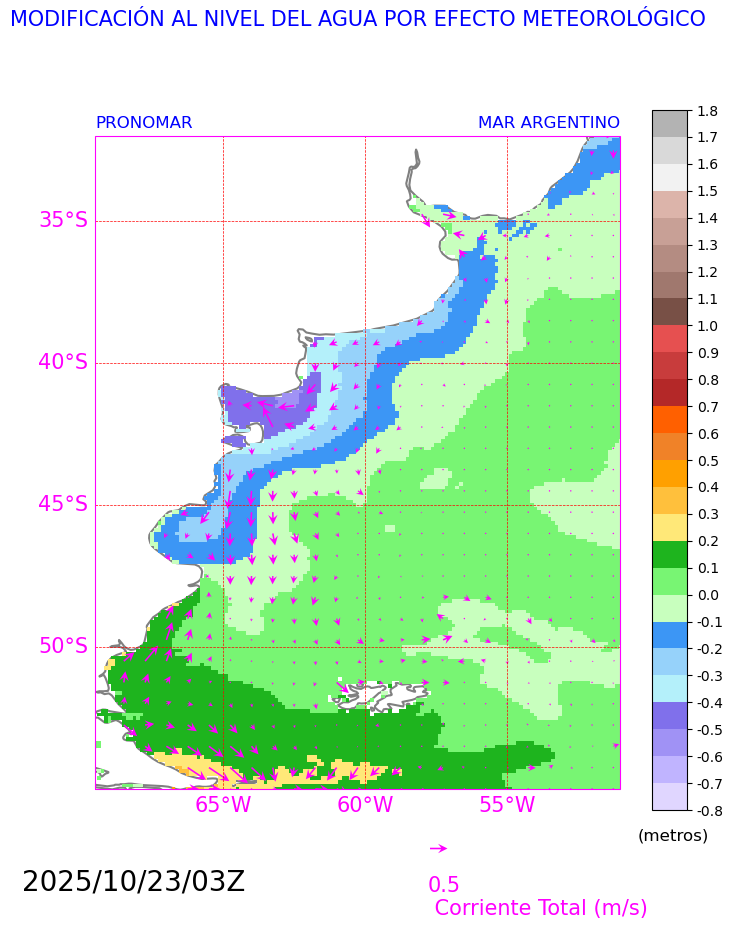 MODIFICACIÓN AL NIVEL DEL AGUA POR EFECTO METEOROLÓGICO
PRONOMAR
MAR ARGENTINO
35°S
40°S
45°S
50°S
65°W
60°W
55°W
1.8
1.7
1.6
1.5
1.4
1.3
1.2
1.1
1.0
0.9
0.8
0.7
0.6
0.5
0.4
0.3
0.2
0.1
0.0
-0.1
-0.2
-0.3
-0.4
-0.5
-0.6
-0.7
-0.8
(metros)
2025/10/23/03Z
0.5
Corriente Total (m/s)